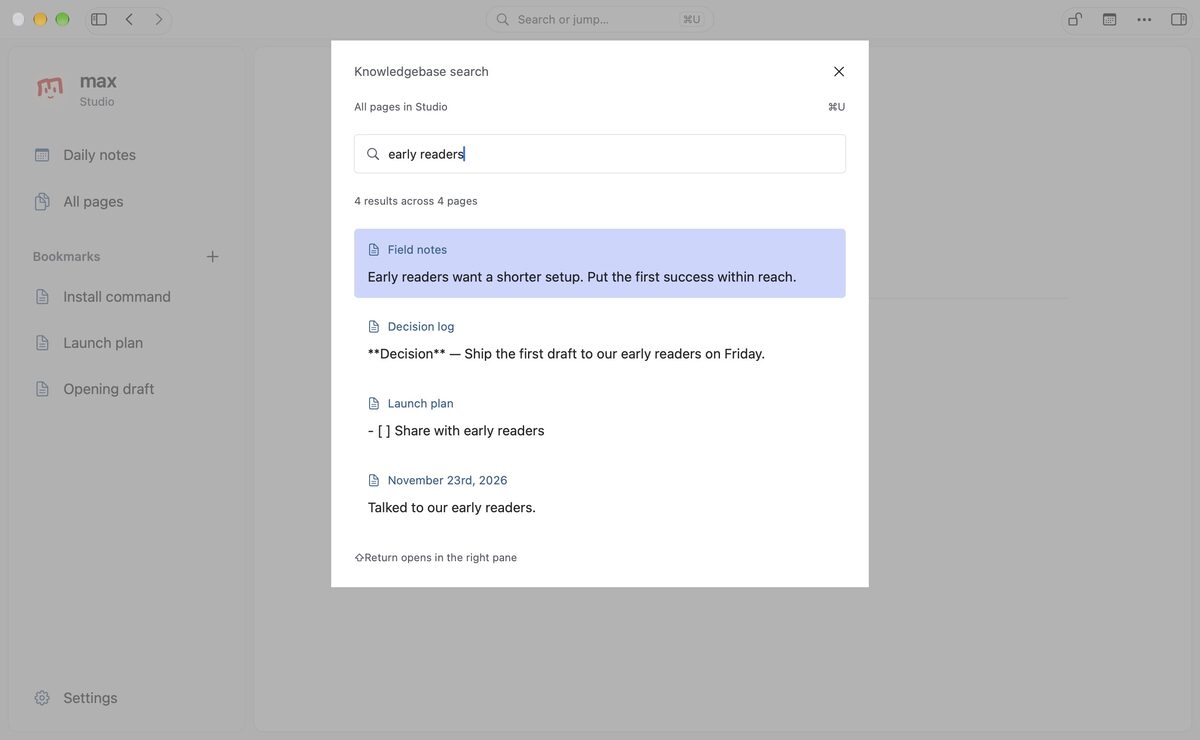 Search or jump... ⌘U
max
Studio
Daily notes
All pages
Bookmarks
Install command
Launch plan
Opening draft
Settings
Knowledgebase search
All pages in Studio ⌘U
early readers
4 results across 4 pages
Field notes
Early readers want a shorter setup. Put the first success within reach.
Decision log
**Decision** — Ship the first draft to our early readers on Friday.
Launch plan
- [ ] Share with early readers
November 23rd, 2026
Talked to our early readers.
⇧Return opens in the right pane